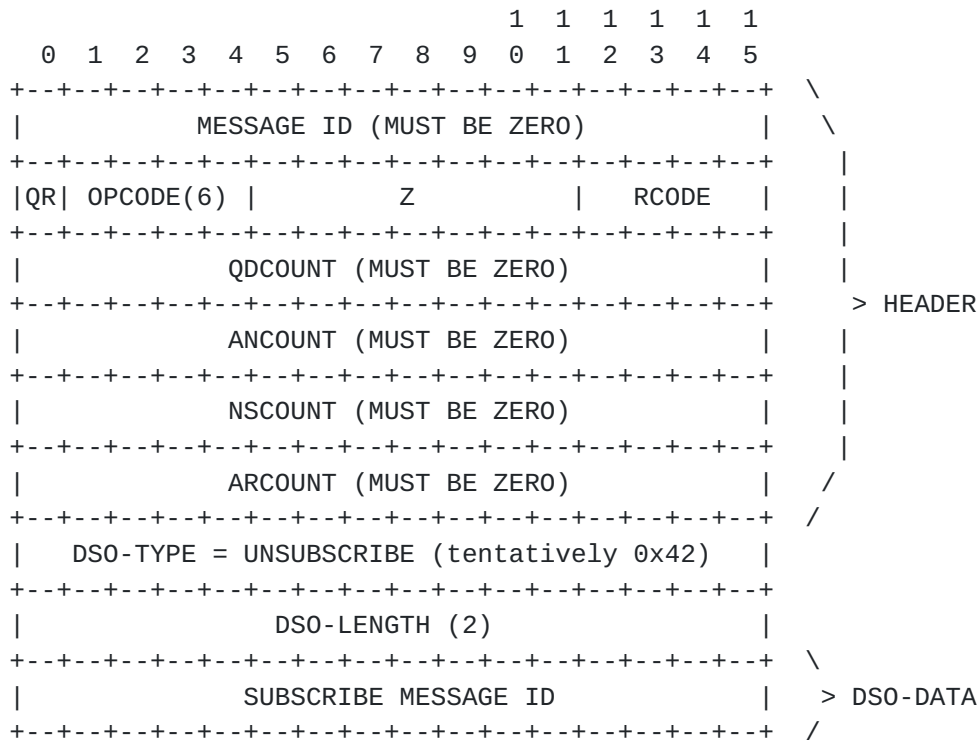 1  1  1  1  1  1
             0  1  2  3  4  5  6  7  8  9  0  1  2  3  4  5
           +--+--+--+--+--+--+--+--+--+--+--+--+--+--+--+--+  \
           |            MESSAGE ID (MUST BE ZERO)           |   \
           +--+--+--+--+--+--+--+--+--+--+--+--+--+--+--+--+    |
           |QR| OPCODE(6) |         Z          |   RCODE   |    |
           +--+--+--+--+--+--+--+--+--+--+--+--+--+--+--+--+    |
           |              QDCOUNT (MUST BE ZERO)            |    |
           +--+--+--+--+--+--+--+--+--+--+--+--+--+--+--+--+     > HEADER
           |              ANCOUNT (MUST BE ZERO)            |    |
           +--+--+--+--+--+--+--+--+--+--+--+--+--+--+--+--+    |
           |              NSCOUNT (MUST BE ZERO)            |    |
           +--+--+--+--+--+--+--+--+--+--+--+--+--+--+--+--+    |
           |              ARCOUNT (MUST BE ZERO)            |   /
           +--+--+--+--+--+--+--+--+--+--+--+--+--+--+--+--+  /
           |    DSO-TYPE = UNSUBSCRIBE (tentatively 0x42)   |
           +--+--+--+--+--+--+--+--+--+--+--+--+--+--+--+--+
           |                 DSO-LENGTH (2)                 |
           +--+--+--+--+--+--+--+--+--+--+--+--+--+--+--+--+  \
           |               SUBSCRIBE MESSAGE ID             |   > DSO-DATA
           +--+--+--+--+--+--+--+--+--+--+--+--+--+--+--+--+  /